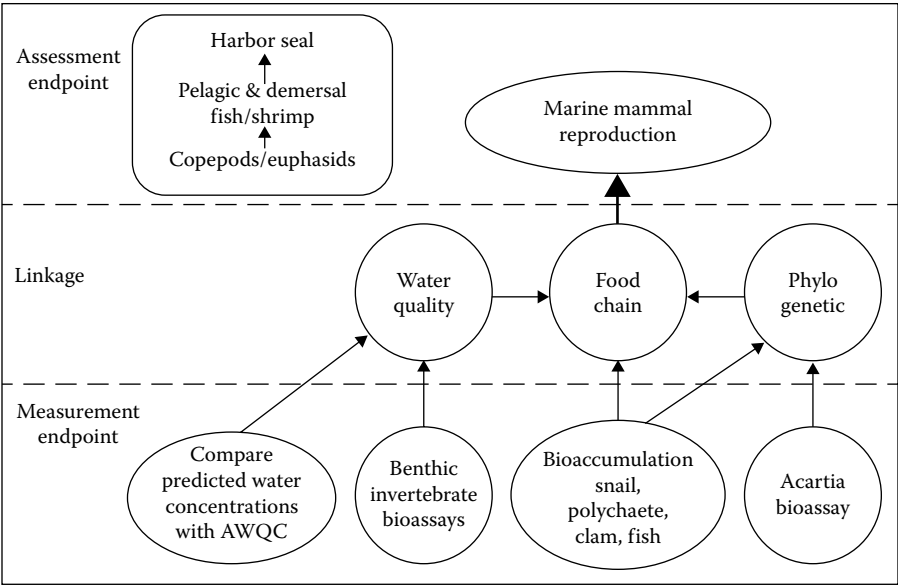 Assessment
endpoint
Harbor seal
Pelagic & demersal
fish/shrimp
Copepods/euphasids
Marine mammal
reproduction
Linkage
Water
quality
Food
chain
Phylo
genetic
Measurement
endpoint
Compare
predicted water
concentrations
with AWQC
Benthic
invertebrate
bioassays
Bioaccumulation
snail,
polychaete,
clam, fish
Acartia
bioassay